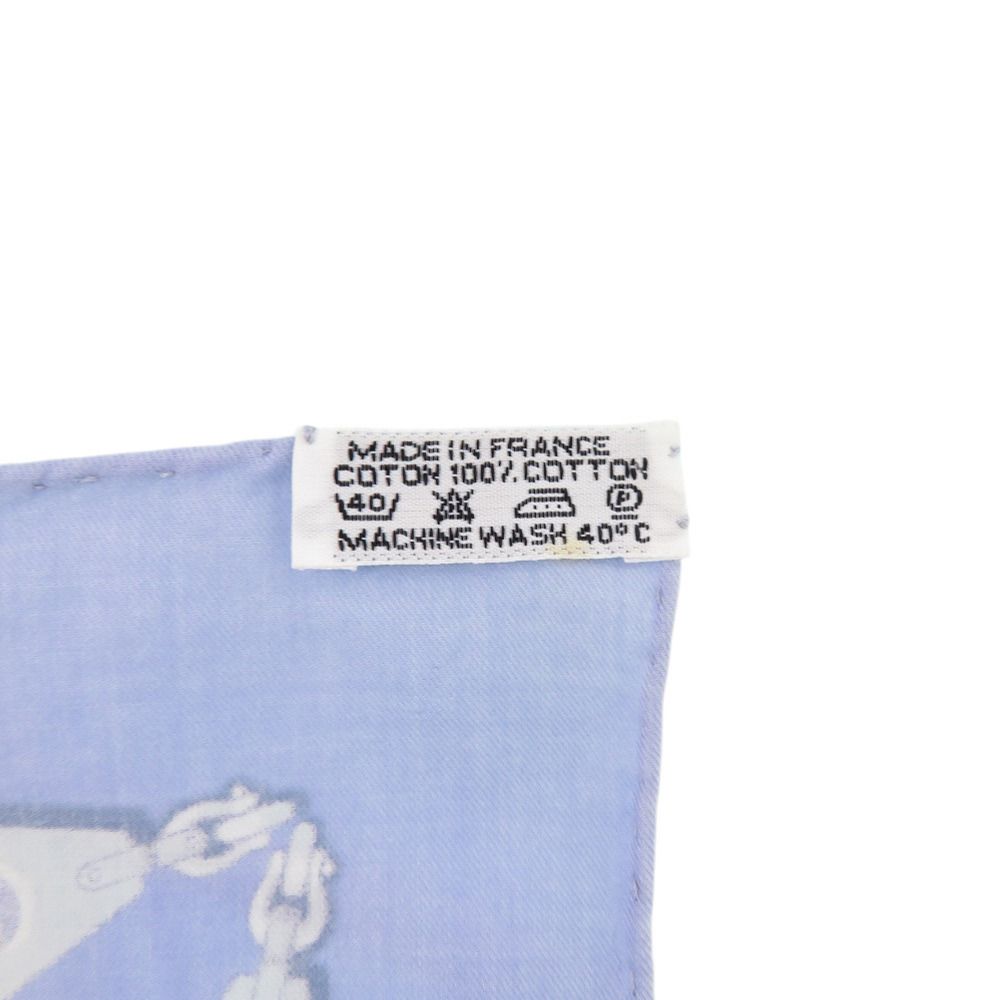 MADE IN FRANCE
COTON 100% COTTON
40 P
MACHINE WASH 40°C